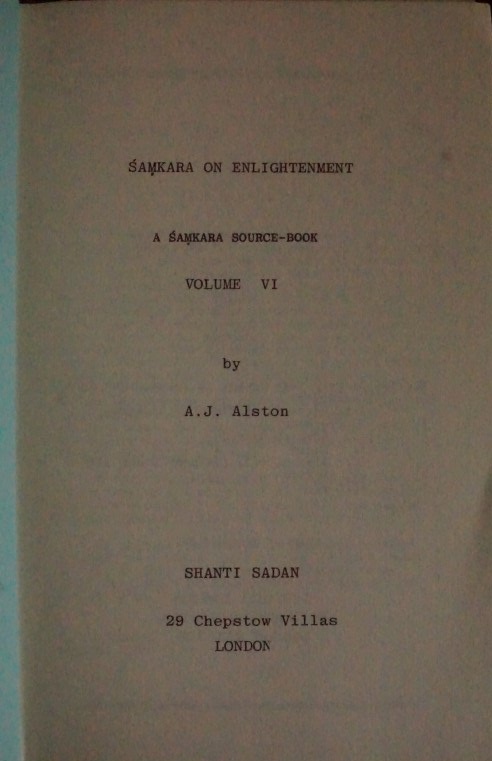 ŚAṂKARA ON ENLIGHTENMENT
A ŚAṂKARA SOURCE-BOOK
VOLUME VI
by
A.J. Alston
SHANTI SADAN
29 Chepstow Villas
LONDON